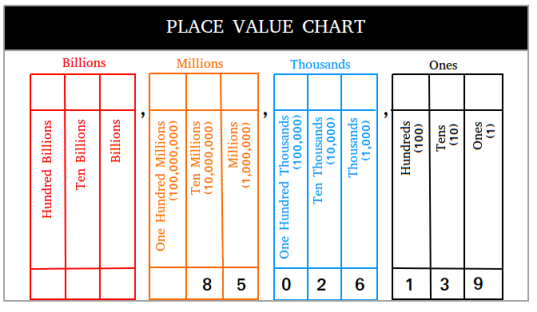 PLACE VALUE CHART
Billions
Millions
Thousands
Ones
,
,
,
Hundred Billions
Ten Billions
Billions
One Hundred Millions
(100,000,000)
Ten Millions
(10,000,000)
Millions
(1,000,000)
One Hundred Thousands
(100,000)
Ten Thousands
(10,000)
Thousands
(1,000)
Hundreds
(100)
Tens
(10)
Ones
(1)
8 5 0 2 6 1 3 9